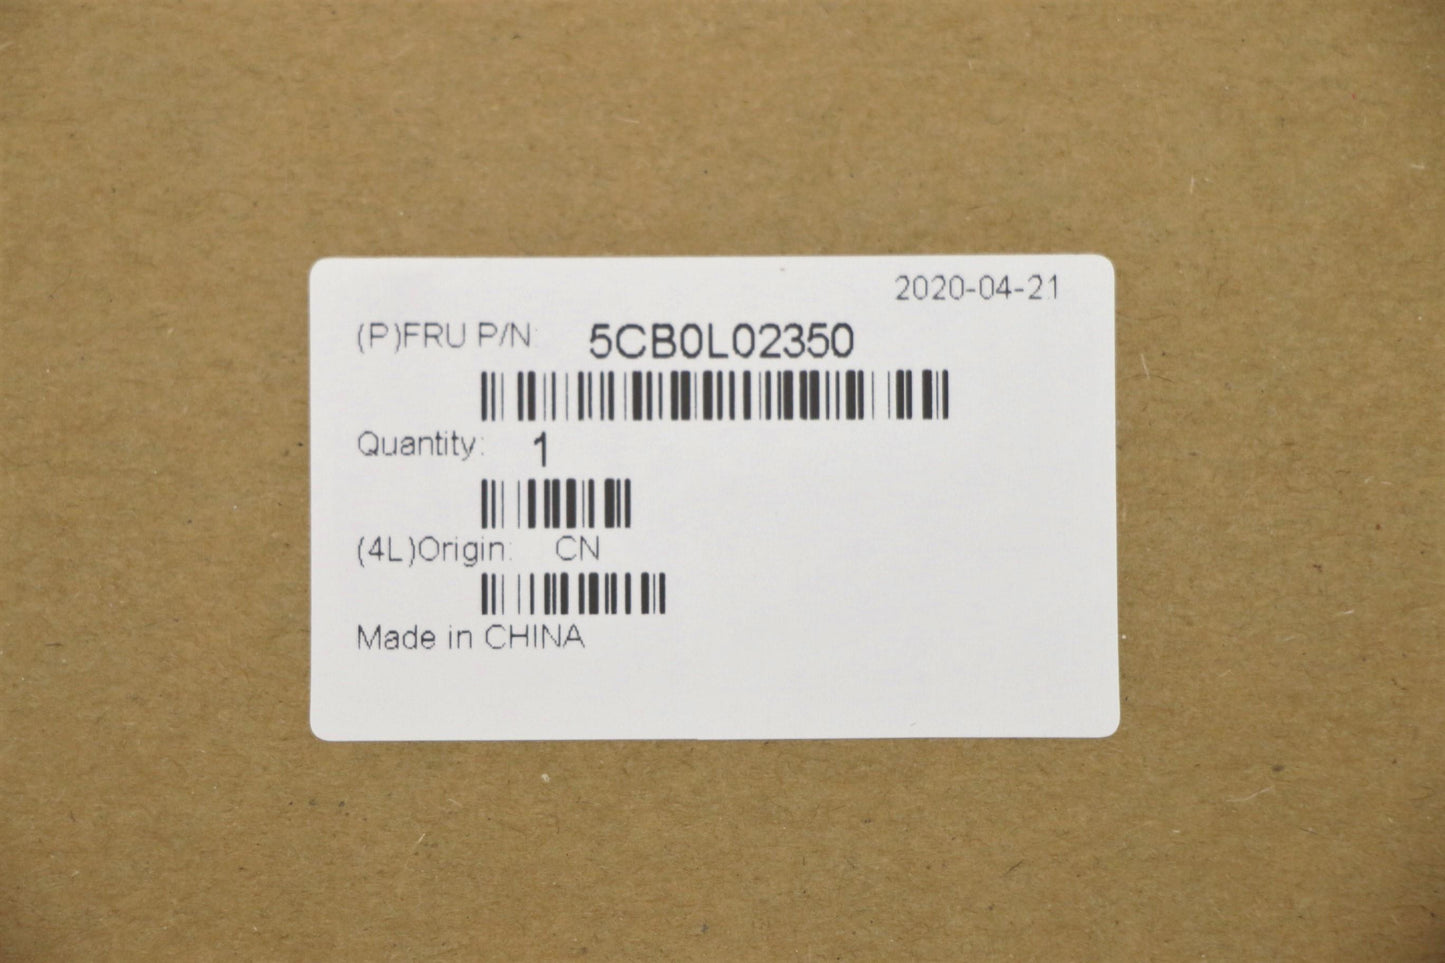 2020-04-21
(P)FRU P/N: 5CB0L02350
Quantity: 1
(4L)Origin: CN
Made in CHINA